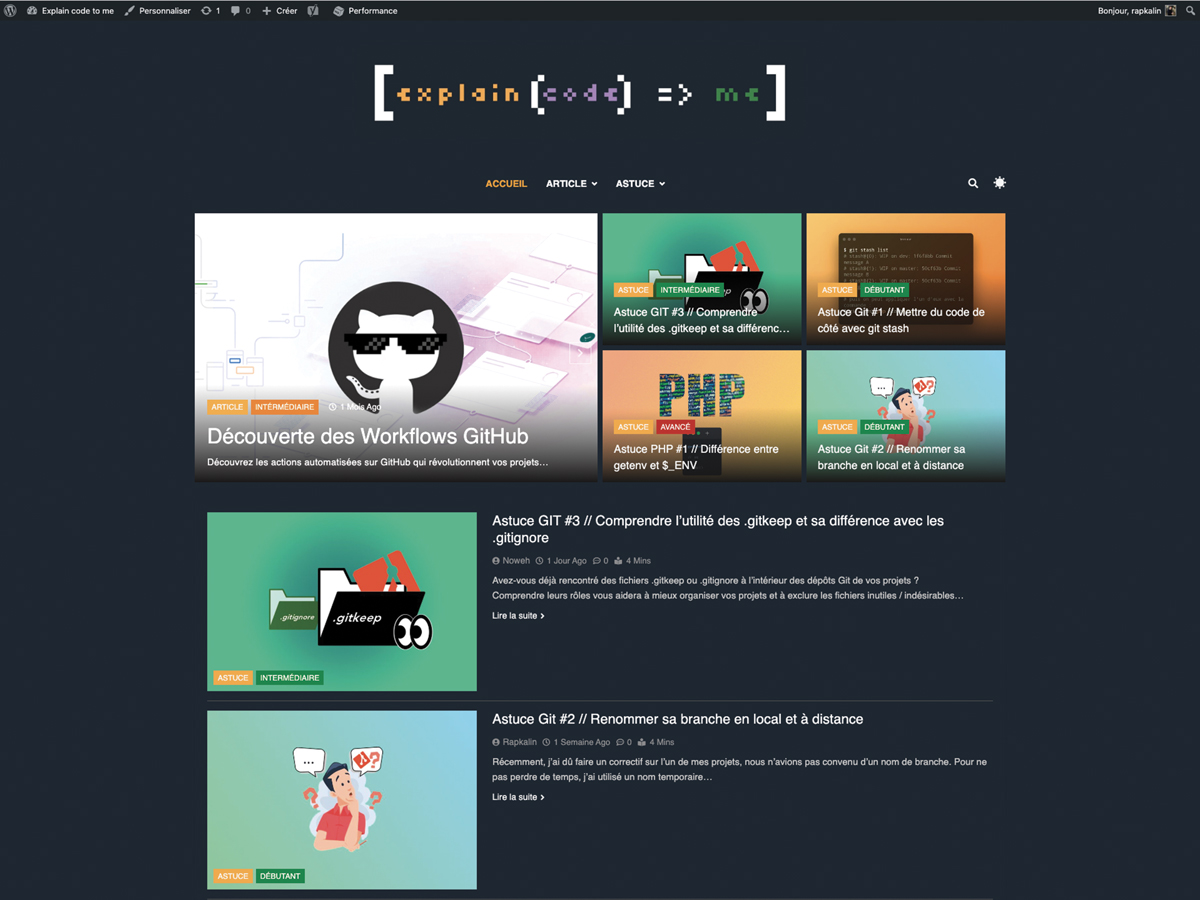 Explain code to me Personnaliser 1 0 Créer Performance Bonjour, rapkalin
[explain(code) => me]
ACCUEIL ARTICLE ASTUCE
ARTICLE INTERMÉDIAIRE 1 Mois Ago
Découverte des Workflows GitHub
Découvrez les actions automatisées sur GitHub qui révolutionnent vos projets…
ASTUCE INTERMÉDIAIRE
Astuce GIT #3 // Comprendre
l’utilité des .gitkeep et sa différenc…
$ git stash list
ASTUCE DÉBUTANT
Astuce Git #1 // Mettre du code de
côté avec git stash
PHP
ASTUCE AVANCÉ
Astuce PHP #1 // Différence entre
getenv et $_ENV
... ?
ASTUCE DÉBUTANT
Astuce Git #2 // Renommer sa
branche en local et à distance
.gitignore .gitkeep
ASTUCE INTERMÉDIAIRE
Astuce GIT #3 // Comprendre l’utilité des .gitkeep et sa différence avec les
.gitignore
Noweh 1 Jour Ago 0 4 Mins
Avez-vous déjà rencontré des fichiers .gitkeep ou .gitignore à l’intérieur des dépôts Git de vos projets ?
Comprendre leurs rôles vous aidera à mieux organiser vos projets et à exclure les fichiers inutiles / indésirables…
Lire la suite
... ?
? ?
ASTUCE DÉBUTANT
Astuce Git #2 // Renommer sa branche en local et à distance
Rapkalin 1 Semaine Ago 0 4 Mins
Récemment, j’ai dû faire un correctif sur l’un de mes projets, nous n’avions pas convenu d’un nom de branche. Pour ne
pas perdre de temps, j’ai utilisé un nom temporaire…
Lire la suite